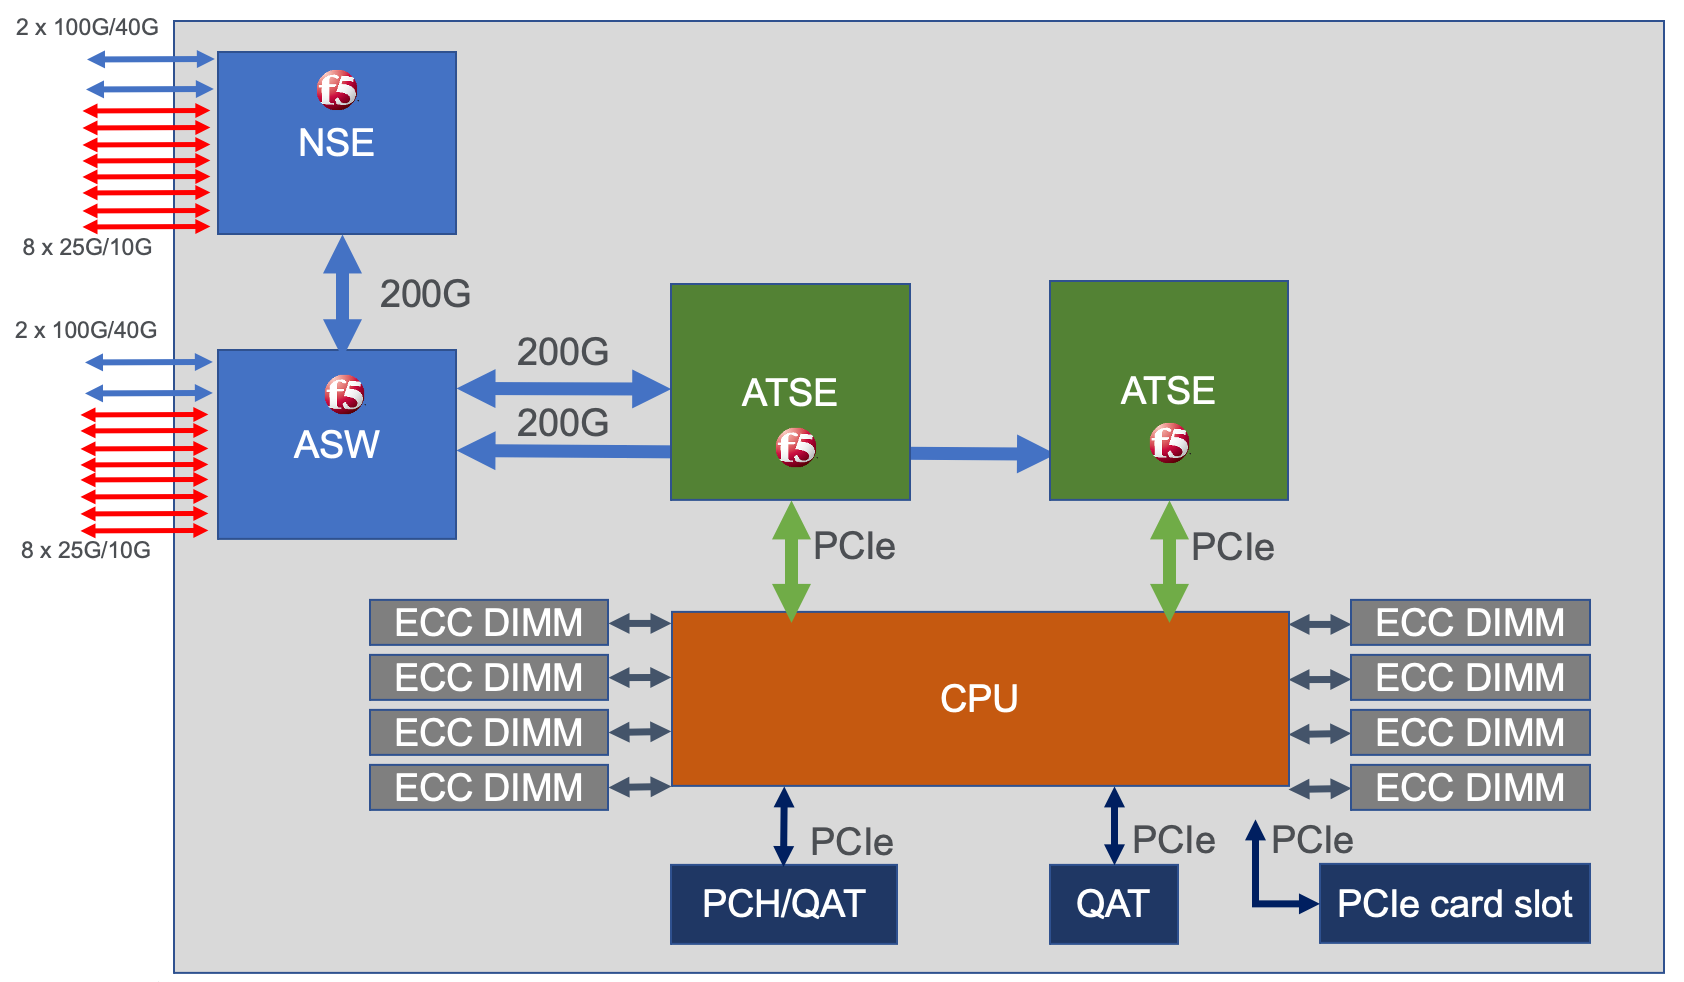 2 x 100G/40G
f5
NSE
8 x 25G/10G
200G
2 x 100G/40G
f5
ASW
8 x 25G/10G
200G
200G
ATSE
f5
ATSE
f5
PCIe
PCIe
ECC DIMM
ECC DIMM
ECC DIMM
ECC DIMM
CPU
ECC DIMM
ECC DIMM
ECC DIMM
ECC DIMM
PCIe
PCIe
PCIe
PCH/QAT
QAT
PCIe card slot